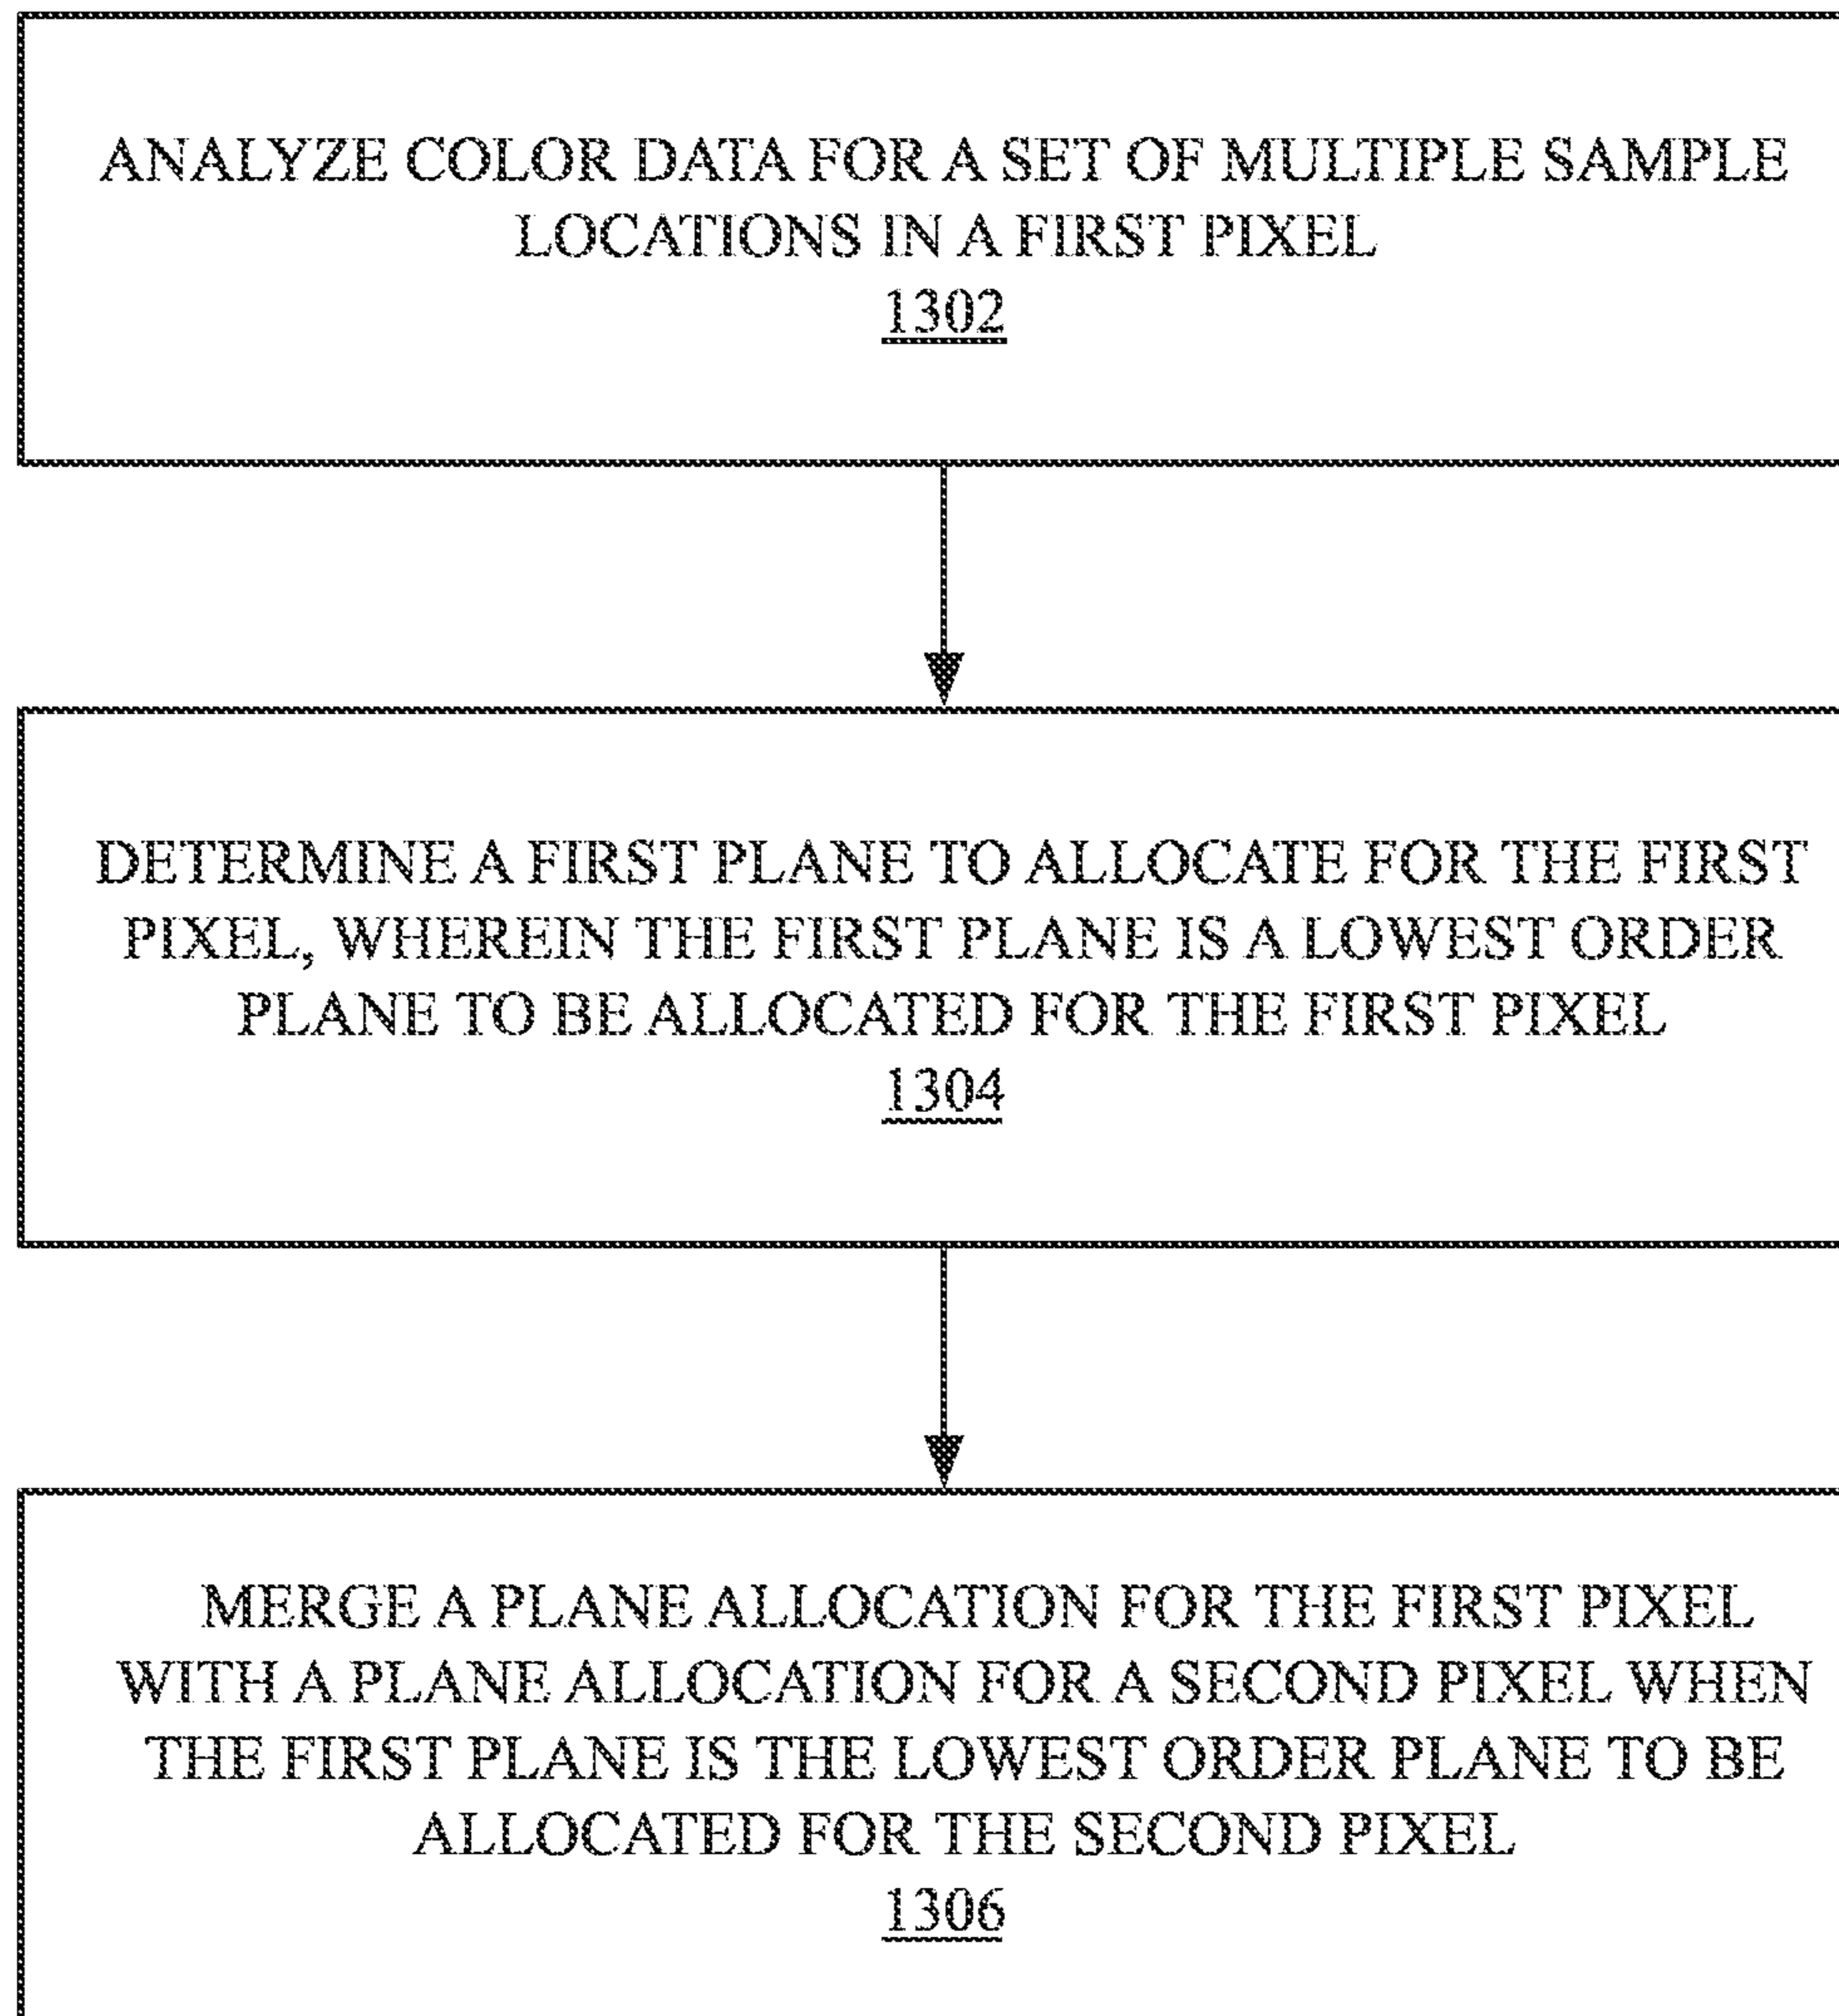 ANALYZE COLOR DATA FOR A SET OF MULTIPLE SAMPLE
LOCATIONS IN A FIRST PIXEL
1302
DETERMINE A FIRST PLANE TO ALLOCATE FOR THE FIRST
PIXEL, WHEREIN THE FIRST PLANE IS A LOWEST ORDER
PLANE TO BE ALLOCATED FOR THE FIRST PIXEL
1304
MERGE A PLANE ALLOCATION FOR THE FIRST PIXEL
WITH A PLANE ALLOCATION FOR A SECOND PIXEL WHEN
THE FIRST PLANE IS THE LOWEST ORDER PLANE TO BE
ALLOCATED FOR THE SECOND PIXEL
1306